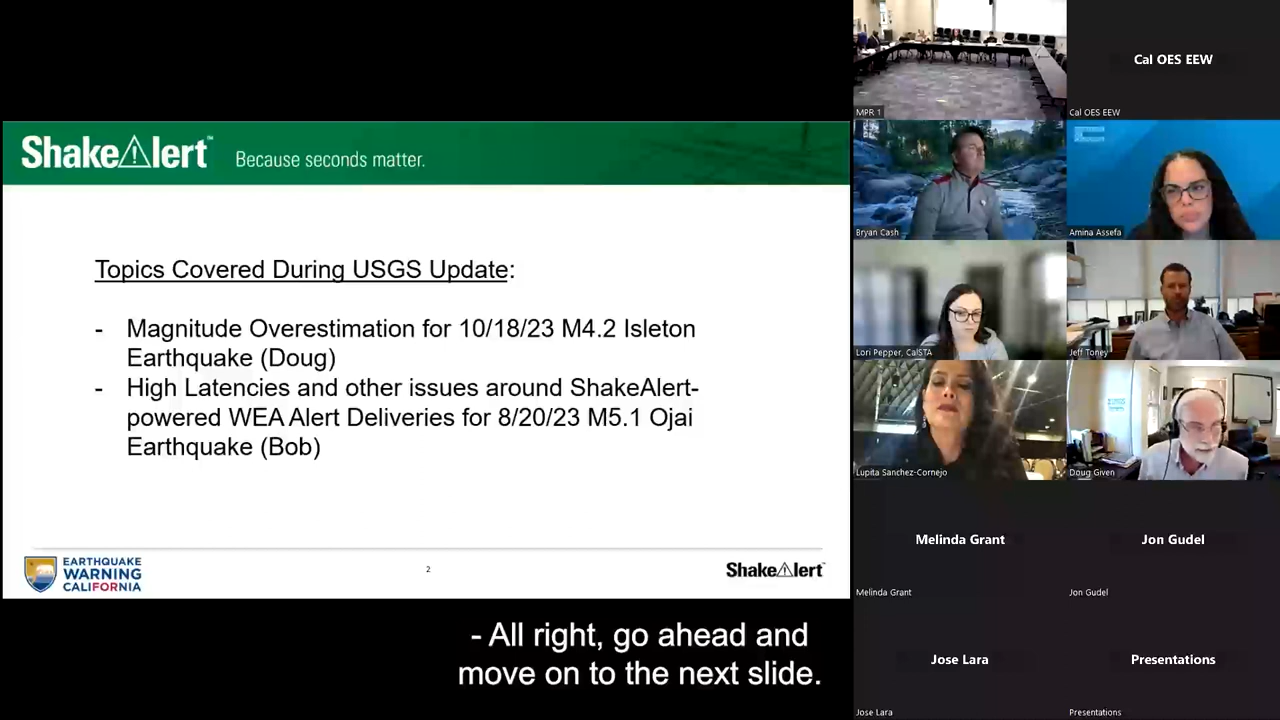 ShakeAlert™ Because seconds matter.
Topics Covered During USGS Update:
- Magnitude Overestimation for 10/18/23 M4.2 Isleton
Earthquake (Doug)
- High Latencies and other issues around ShakeAlert-
powered WEA Alert Deliveries for 8/20/23 M5.1 Ojai
Earthquake (Bob)
EARTHQUAKE
WARNING
CALIFORNIA
2
ShakeAlert™
- All right, go ahead and
move on to the next slide.
MPR 1
Cal OES EEW
Cal OES EEW
Bryan Cash
Amina Assefa
Lori Pepper, CalSTA
Jeff Toney
Lupita Sanchez-Cornejo
Doug Given
Melinda Grant
Melinda Grant
Jon Gudel
Jon Gudel
Jose Lara
Jose Lara
Presentations
Presentations